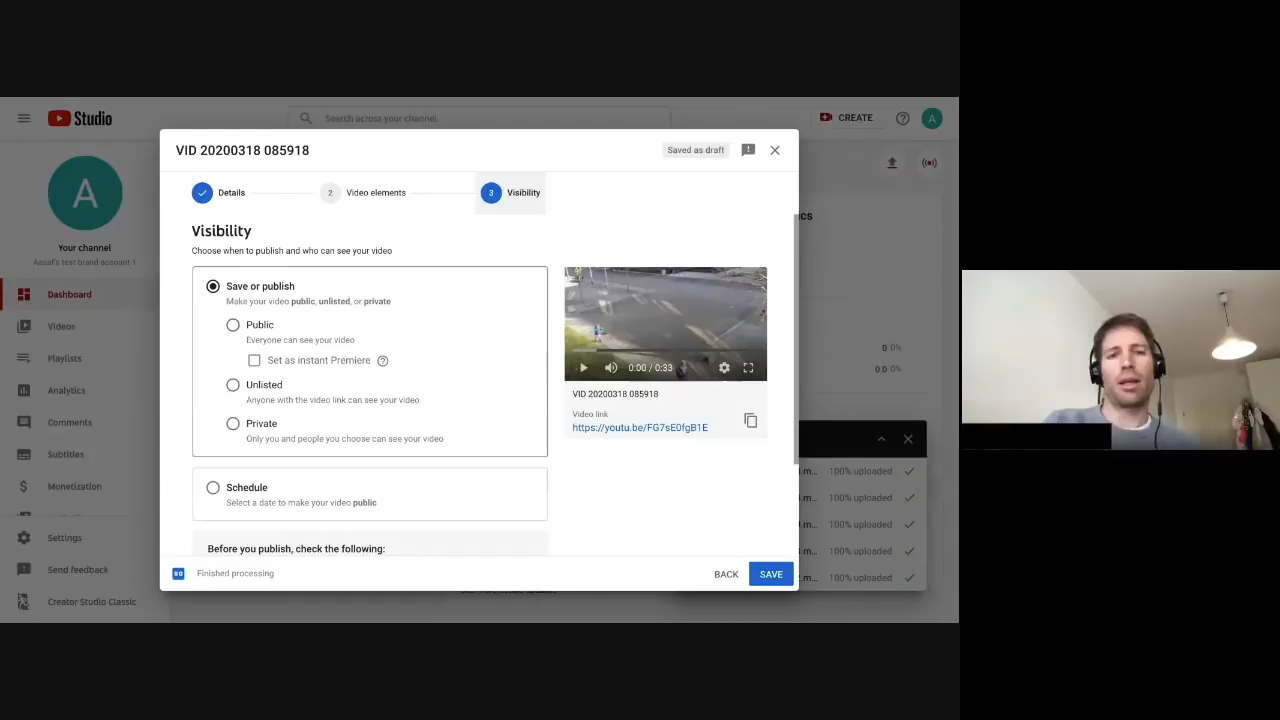 Studio
Search across your channel.
CREATE
A
A
Your channel
Assaf's test brand account 1
Dashboard
Videos
Playlists
Analytics
Comments
Subtitles
$ Monetization
Settings
Send feedback
Creator Studio Classic
VID 20200318 085918
Saved as draft
Details
2 Video elements
3 Visibility
Visibility
Choose when to publish and who can see your video
Save or publish
Make your video public, unlisted, or private
Public
Everyone can see your video
Set as instant Premiere
Unlisted
Anyone with the video link can see your video
Private
Only you and people you choose can see your video
Schedule
Select a date to make your video public
Before you publish, check the following:
0:00 / 0:33
VID 20200318 085918
Video link
https://youtu.be/FG7sE0fgB1E
SD Finished processing
BACK
SAVE
cs
0 0%
0.0 0%
.m... 100% uploaded
.m... 100% uploaded
.m... 100% uploaded
.m... 100% uploaded
.m... 100% uploaded